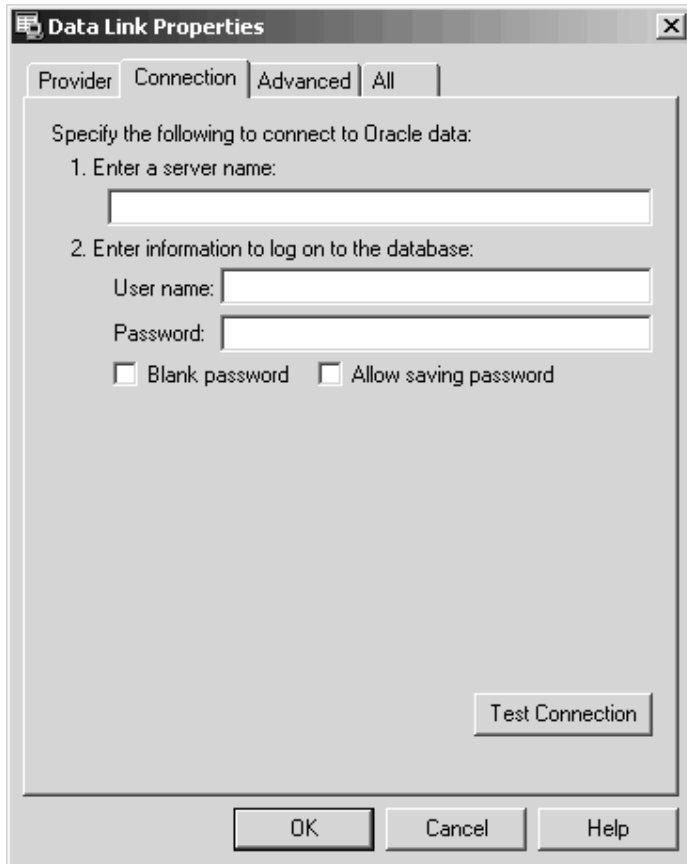 Data Link Properties
Provider Connection Advanced All
Specify the following to connect to Oracle data:
1. Enter a server name:
2. Enter information to log on to the database:
User name:
Password:
Blank password Allow saving password
Test Connection
OK Cancel Help